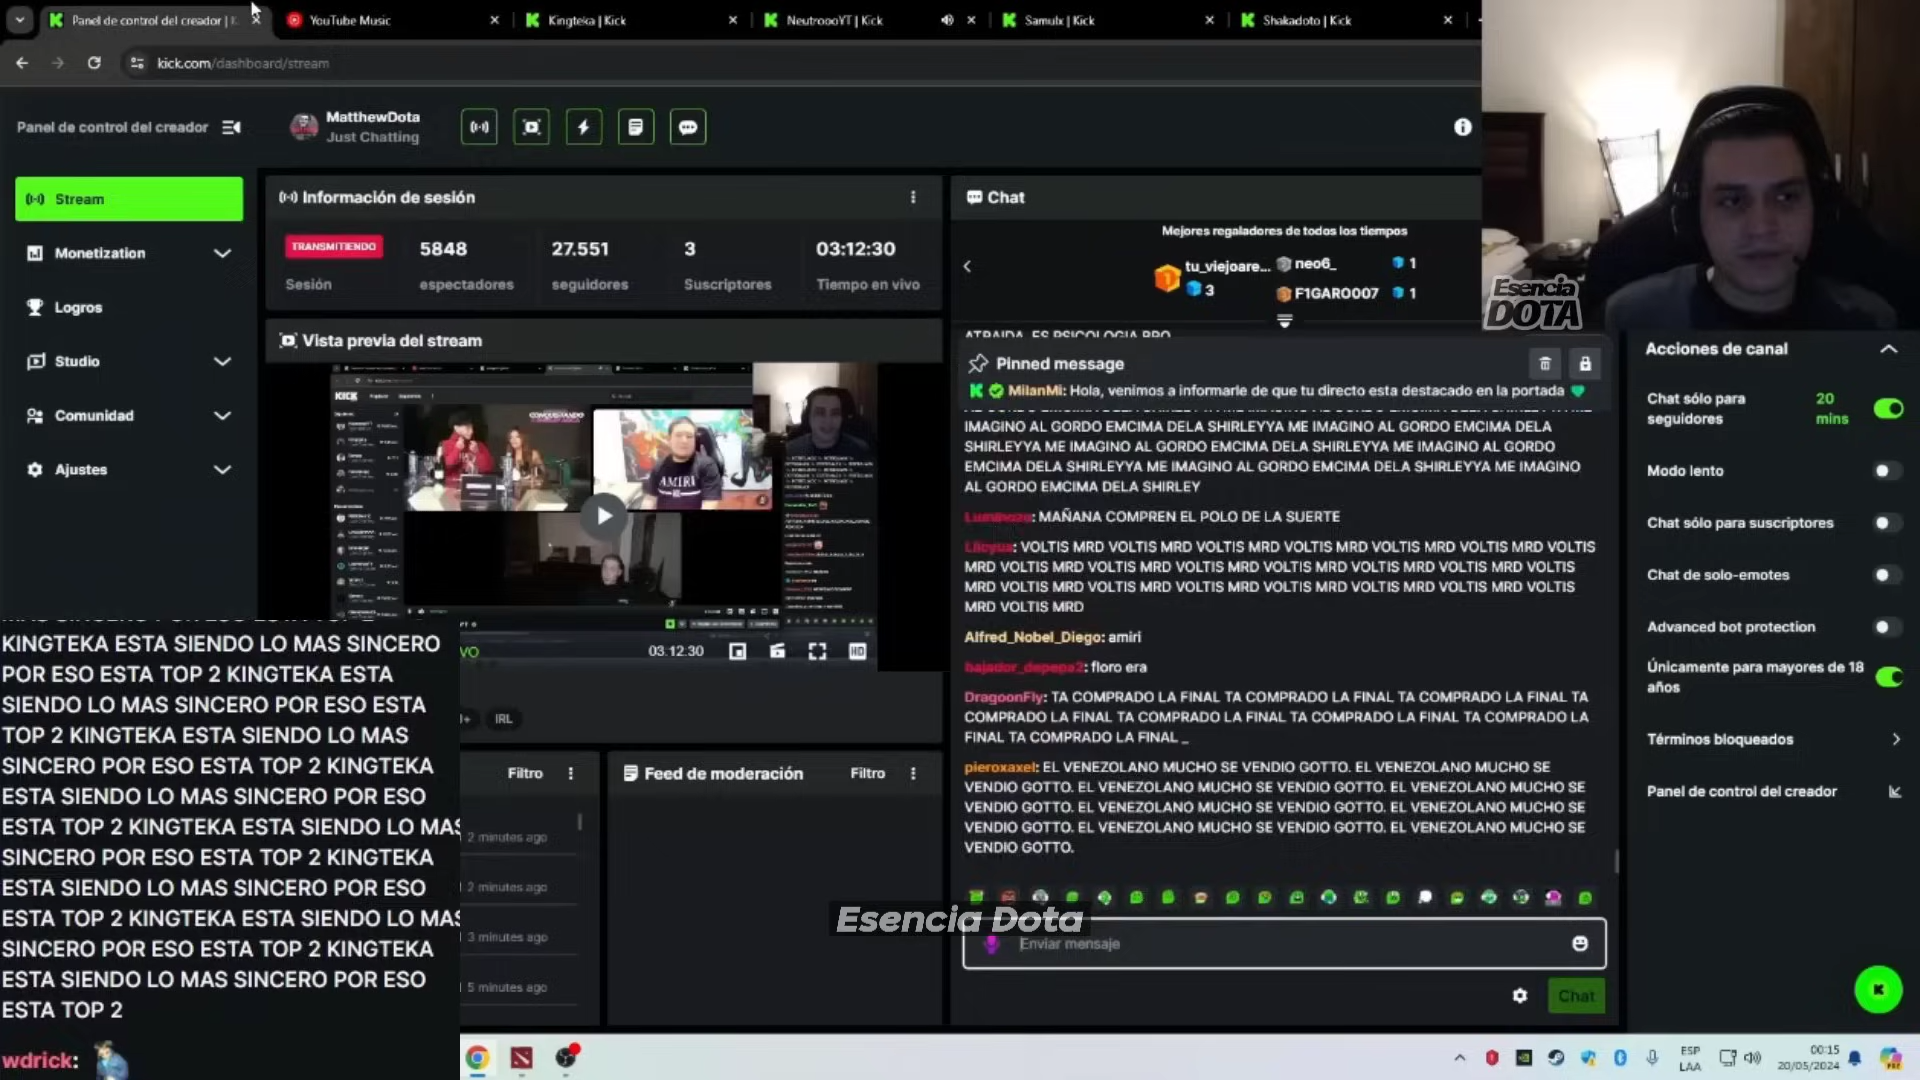 Panel de control del creador | K
YouTube Music
Kingteka | Kick
NeutroooYT | Kick
Samulx | Kick
Shakadoto | Kick
kick.com/dashboard/stream
Panel de control del creador
MatthewDota
Just Chatting
Stream
Monetization
Logros
Studio
Comunidad
Ajustes
Información de sesión
TRANSMITIENDO
Sesión
5848
espectadores
27.551
seguidores
3
Suscriptores
03:12:30
Tiempo en vivo
Vista previa del stream
KICK
AMIRI
VO
03:12:30
HD
IRL
Filtro
2 minutes ago
2 minutes ago
3 minutes ago
5 minutes ago
Feed de moderación
Filtro
Chat
Mejores regaladores de todos los tiempos
tu_viejoare...
3
neo6_
1
F1GARO007
1
ATRAIDA, ES PSICOLOGIA BRO
Pinned message
MilanMi: Hola, venimos a informarle de que tu directo esta destacado en la portada
IMAGINO AL GORDO EMCIMA DELA SHIRLEYYA ME IMAGINO AL GORDO EMCIMA DELA
SHIRLEYYA ME IMAGINO AL GORDO EMCIMA DELA SHIRLEYYA ME IMAGINO AL GORDO
EMCIMA DELA SHIRLEYYA ME IMAGINO AL GORDO EMCIMA DELA SHIRLEYYA ME IMAGINO
AL GORDO EMCIMA DELA SHIRLEY
: MAÑANA COMPREN EL POLO DE LA SUERTE
: VOLTIS MRD VOLTIS MRD VOLTIS MRD VOLTIS MRD VOLTIS MRD VOLTIS MRD VOLTIS
MRD VOLTIS MRD VOLTIS MRD VOLTIS MRD VOLTIS MRD VOLTIS MRD VOLTIS MRD
MRD VOLTIS MRD VOLTIS MRD VOLTIS MRD VOLTIS MRD VOLTIS MRD VOLTIS MRD
MRD VOLTIS MRD
Alfred_Nobel_Diego: amiri
bajador_depepa2: floro era
DragoonFly: TA COMPRADO LA FINAL TA COMPRADO LA FINAL TA COMPRADO LA FINAL TA
COMPRADO LA FINAL TA COMPRADO LA FINAL TA COMPRADO LA FINAL TA COMPRADO LA
FINAL TA COMPRADO LA FINAL _
pieroxaxel: EL VENEZOLANO MUCHO SE VENDIO GOTTO. EL VENEZOLANO MUCHO SE
VENDIO GOTTO. EL VENEZOLANO MUCHO SE VENDIO GOTTO. EL VENEZOLANO MUCHO SE
VENDIO GOTTO. EL VENEZOLANO MUCHO SE VENDIO GOTTO. EL VENEZOLANO MUCHO SE
VENDIO GOTTO. EL VENEZOLANO MUCHO SE VENDIO GOTTO. EL VENEZOLANO MUCHO SE
VENDIO GOTTO.
Enviar mensaje
Chat
Esencia
DOTA
Acciones de canal
Chat sólo para
seguidores
20
mins
Modo lento
Chat sólo para suscriptores
Chat de solo-emotes
Advanced bot protection
Únicamente para mayores de 18
años
Términos bloqueados
Panel de control del creador
KINGTEKA ESTA SIENDO LO MAS SINCERO
POR ESO ESTA TOP 2 KINGTEKA ESTA
SIENDO LO MAS SINCERO POR ESO ESTA
TOP 2 KINGTEKA ESTA SIENDO LO MAS
SINCERO POR ESO ESTA TOP 2 KINGTEKA
ESTA SIENDO LO MAS SINCERO POR ESO
ESTA TOP 2 KINGTEKA ESTA SIENDO LO MAS
SINCERO POR ESO ESTA TOP 2 KINGTEKA
ESTA SIENDO LO MAS SINCERO POR ESO
ESTA TOP 2 KINGTEKA ESTA SIENDO LO MAS
SINCERO POR ESO ESTA TOP 2 KINGTEKA
ESTA SIENDO LO MAS SINCERO POR ESO
ESTA TOP 2
wdrick:
Esencia Dota
ESP
LAA
00:15
20/05/2024